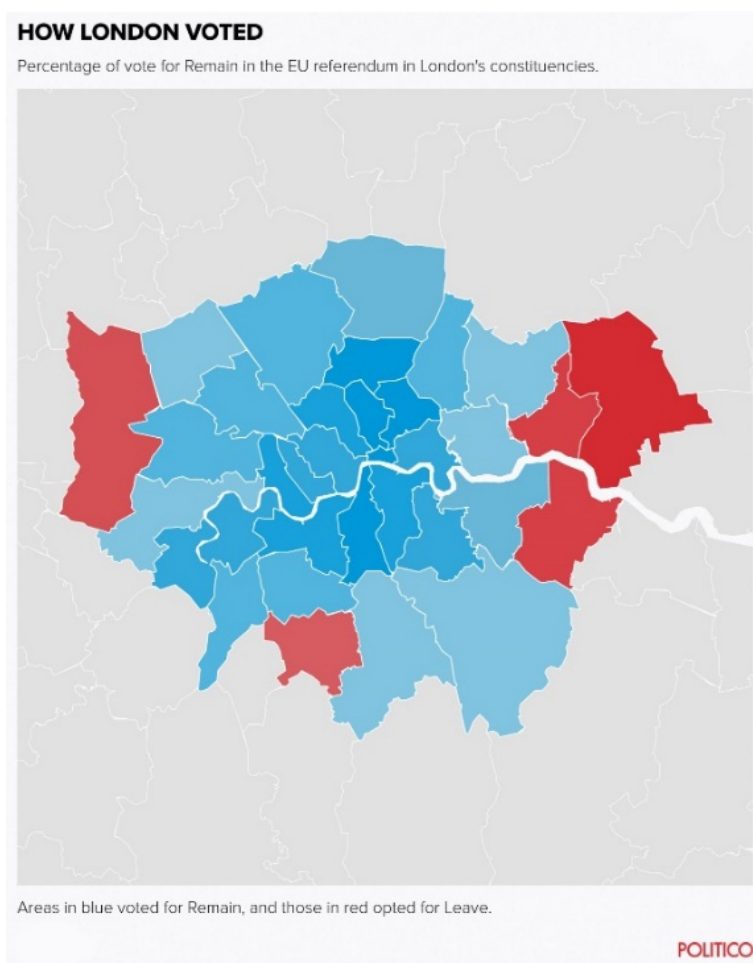 HOW LONDON VOTED
Percentage of vote for Remain in the EU referendum in London's constituencies.
Areas in blue voted for Remain, and those in red opted for Leave.
POLITICO